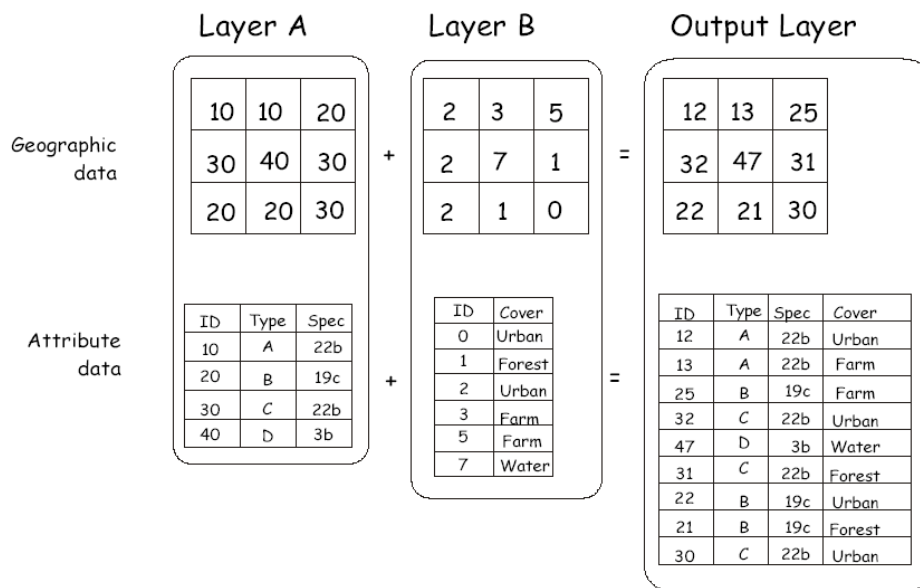 Layer A Layer B Output Layer
10 10 20 2 3 5 12 13 25
Geographic
data
30 40 30 + 2 7 1 = 32 47 31
20 20 30 2 1 0 22 21 30
Attribute
data
ID Type Spec
10 A 22b
20 B 19c
30 C 22b
40 D 3b
+
ID Cover
0 Urban
1 Forest
2 Urban
3 Farm
5 Farm
7 Water
=
ID Type Spec Cover
12 A 22b Urban
13 A 22b Farm
25 B 19c Farm
32 C 22b Urban
47 D 3b Water
31 C 22b Forest
22 B 19c Urban
21 B 19c Forest
30 C 22b Urban